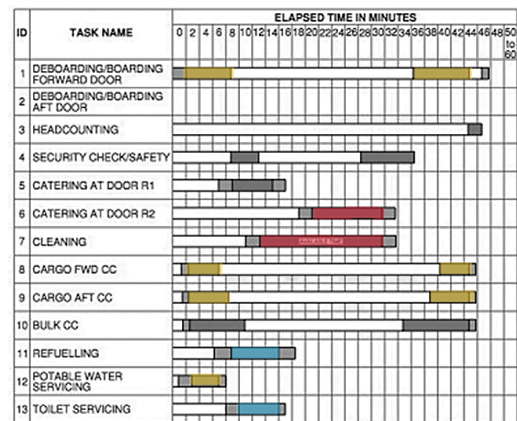 ELAPSED TIME IN MINUTES
ID TASK NAME 0 2 4 6 8 10 12 14 16 18 20 22 24 26 28 30 32 34 36 38 40 42 44 46 48 50 to 60
1 DEBOARDING/BOARDING
FORWARD DOOR
2 DEBOARDING/BOARDING
AFT DOOR
3 HEADCOUNTING
4 SECURITY CHECK/SAFETY
5 CATERING AT DOOR R1
6 CATERING AT DOOR R2
7 CLEANING AVAILABLE TIME
8 CARGO FWD CC
9 CARGO AFT CC
10 BULK CC
11 REFUELLING
12 POTABLE WATER
SERVICING
13 TOILET SERVICING